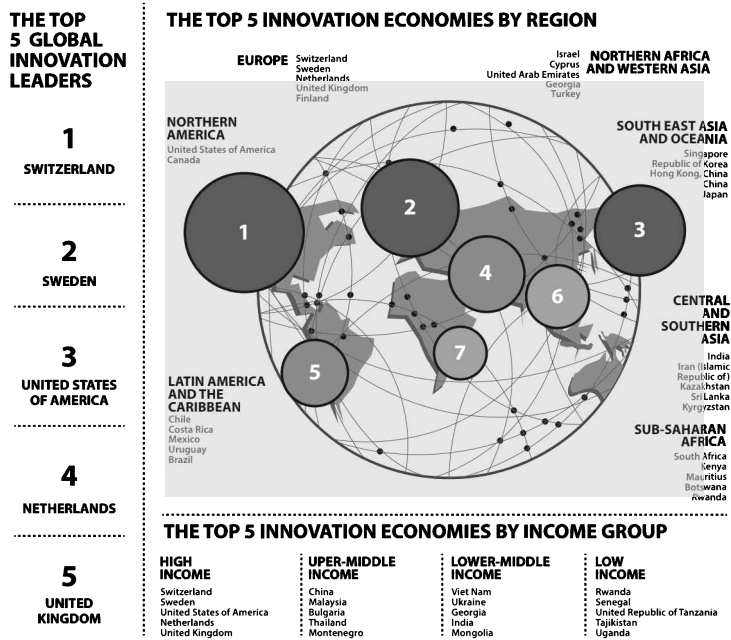 THE TOP
5 GLOBAL
INNOVATION
LEADERS
1
SWITZERLAND
2
SWEDEN
3
UNITED STATES
OF AMERICA
4
NETHERLANDS
5
UNITED
KINGDOM
THE TOP 5 INNOVATION ECONOMIES BY REGION
EUROPE
Switzerland
Sweden
Netherlands
United Kingdom
Finland
NORTHERN AFRICA
AND WESTERN ASIA
Israel
Cyprus
United Arab Emirates
Georgia
Turkey
NORTHERN
AMERICA
United States of America
Canada
SOUTH EAST ASIA
AND OCEANIA
Singapore
Republic of Korea
Hong Kong, China
China
Japan
1
2
3
4
5
6
7
CENTRAL
AND
SOUTHERN
ASIA
India
Iran (Islamic
Republic of)
Kazakhstan
Sri Lanka
Kyrgyzstan
LATIN AMERICA
AND THE
CARIBBEAN
Chile
Costa Rica
Mexico
Uruguay
Brazil
SUB-SAHARAN
AFRICA
South Africa
Kenya
Mauritius
Botswana
Rwanda
THE TOP 5 INNOVATION ECONOMIES BY INCOME GROUP
HIGH
INCOME
Switzerland
Sweden
United States of America
Netherlands
United Kingdom
UPER-MIDDLE
INCOME
China
Malaysia
Bulgaria
Thailand
Montenegro
LOWER-MIDDLE
INCOME
Viet Nam
Ukraine
Georgia
India
Mongolia
LOW
INCOME
Rwanda
Senegal
United Republic of Tanzania
Tajikistan
Uganda